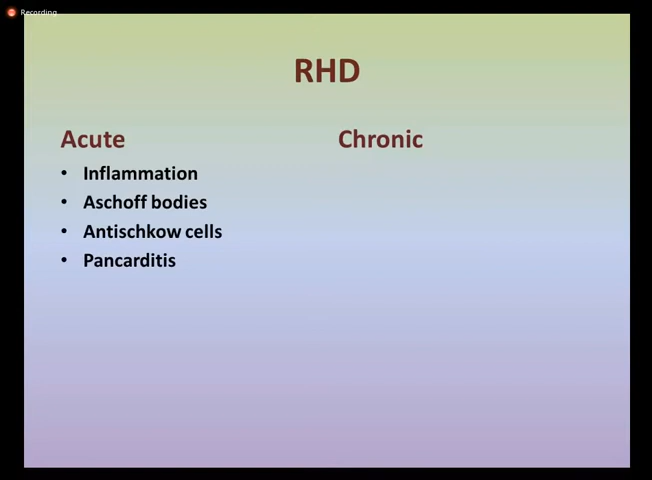 Recording
RHD
Acute
Chronic
• Inflammation
• Aschoff bodies
• Antischkow cells
• Pancarditis